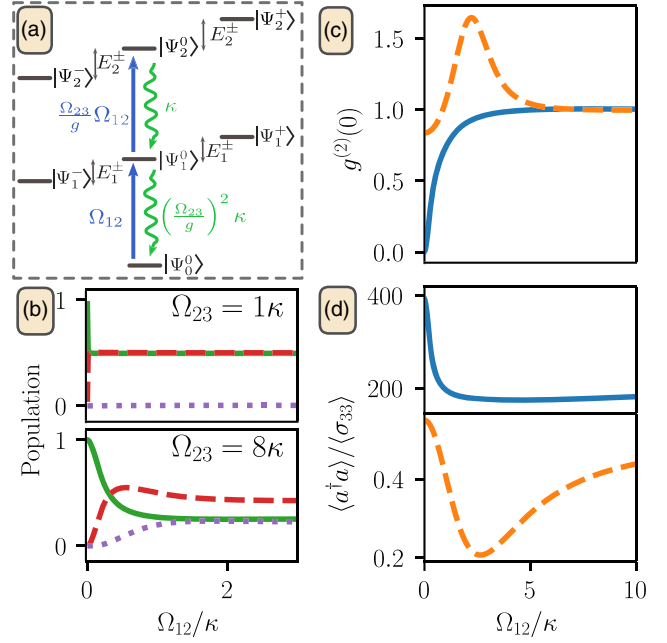 (a)
|Ψ₂⁺⟩
E₂±
|Ψ₂⁰⟩
E₂±
|Ψ₂⁻⟩
Ω₂₃/g Ω₁₂
κ
|Ψ₁⁺⟩
E₁±
|Ψ₁⁰⟩
E₁±
|Ψ₁⁻⟩
Ω₁₂
(Ω₂₃/g)² κ
|Ψ₀⁰⟩
(b)
Population
1
0
Ω₂₃ = 1κ
1
0
Ω₂₃ = 8κ
0
2
Ω₁₂/κ
(c)
g⁽²⁾(0)
1.5
1.0
0.5
0.0
(d)
⟨a†a⟩/⟨σ₃₃⟩
400
200
0.4
0.2
0
5
10
Ω₁₂/κ